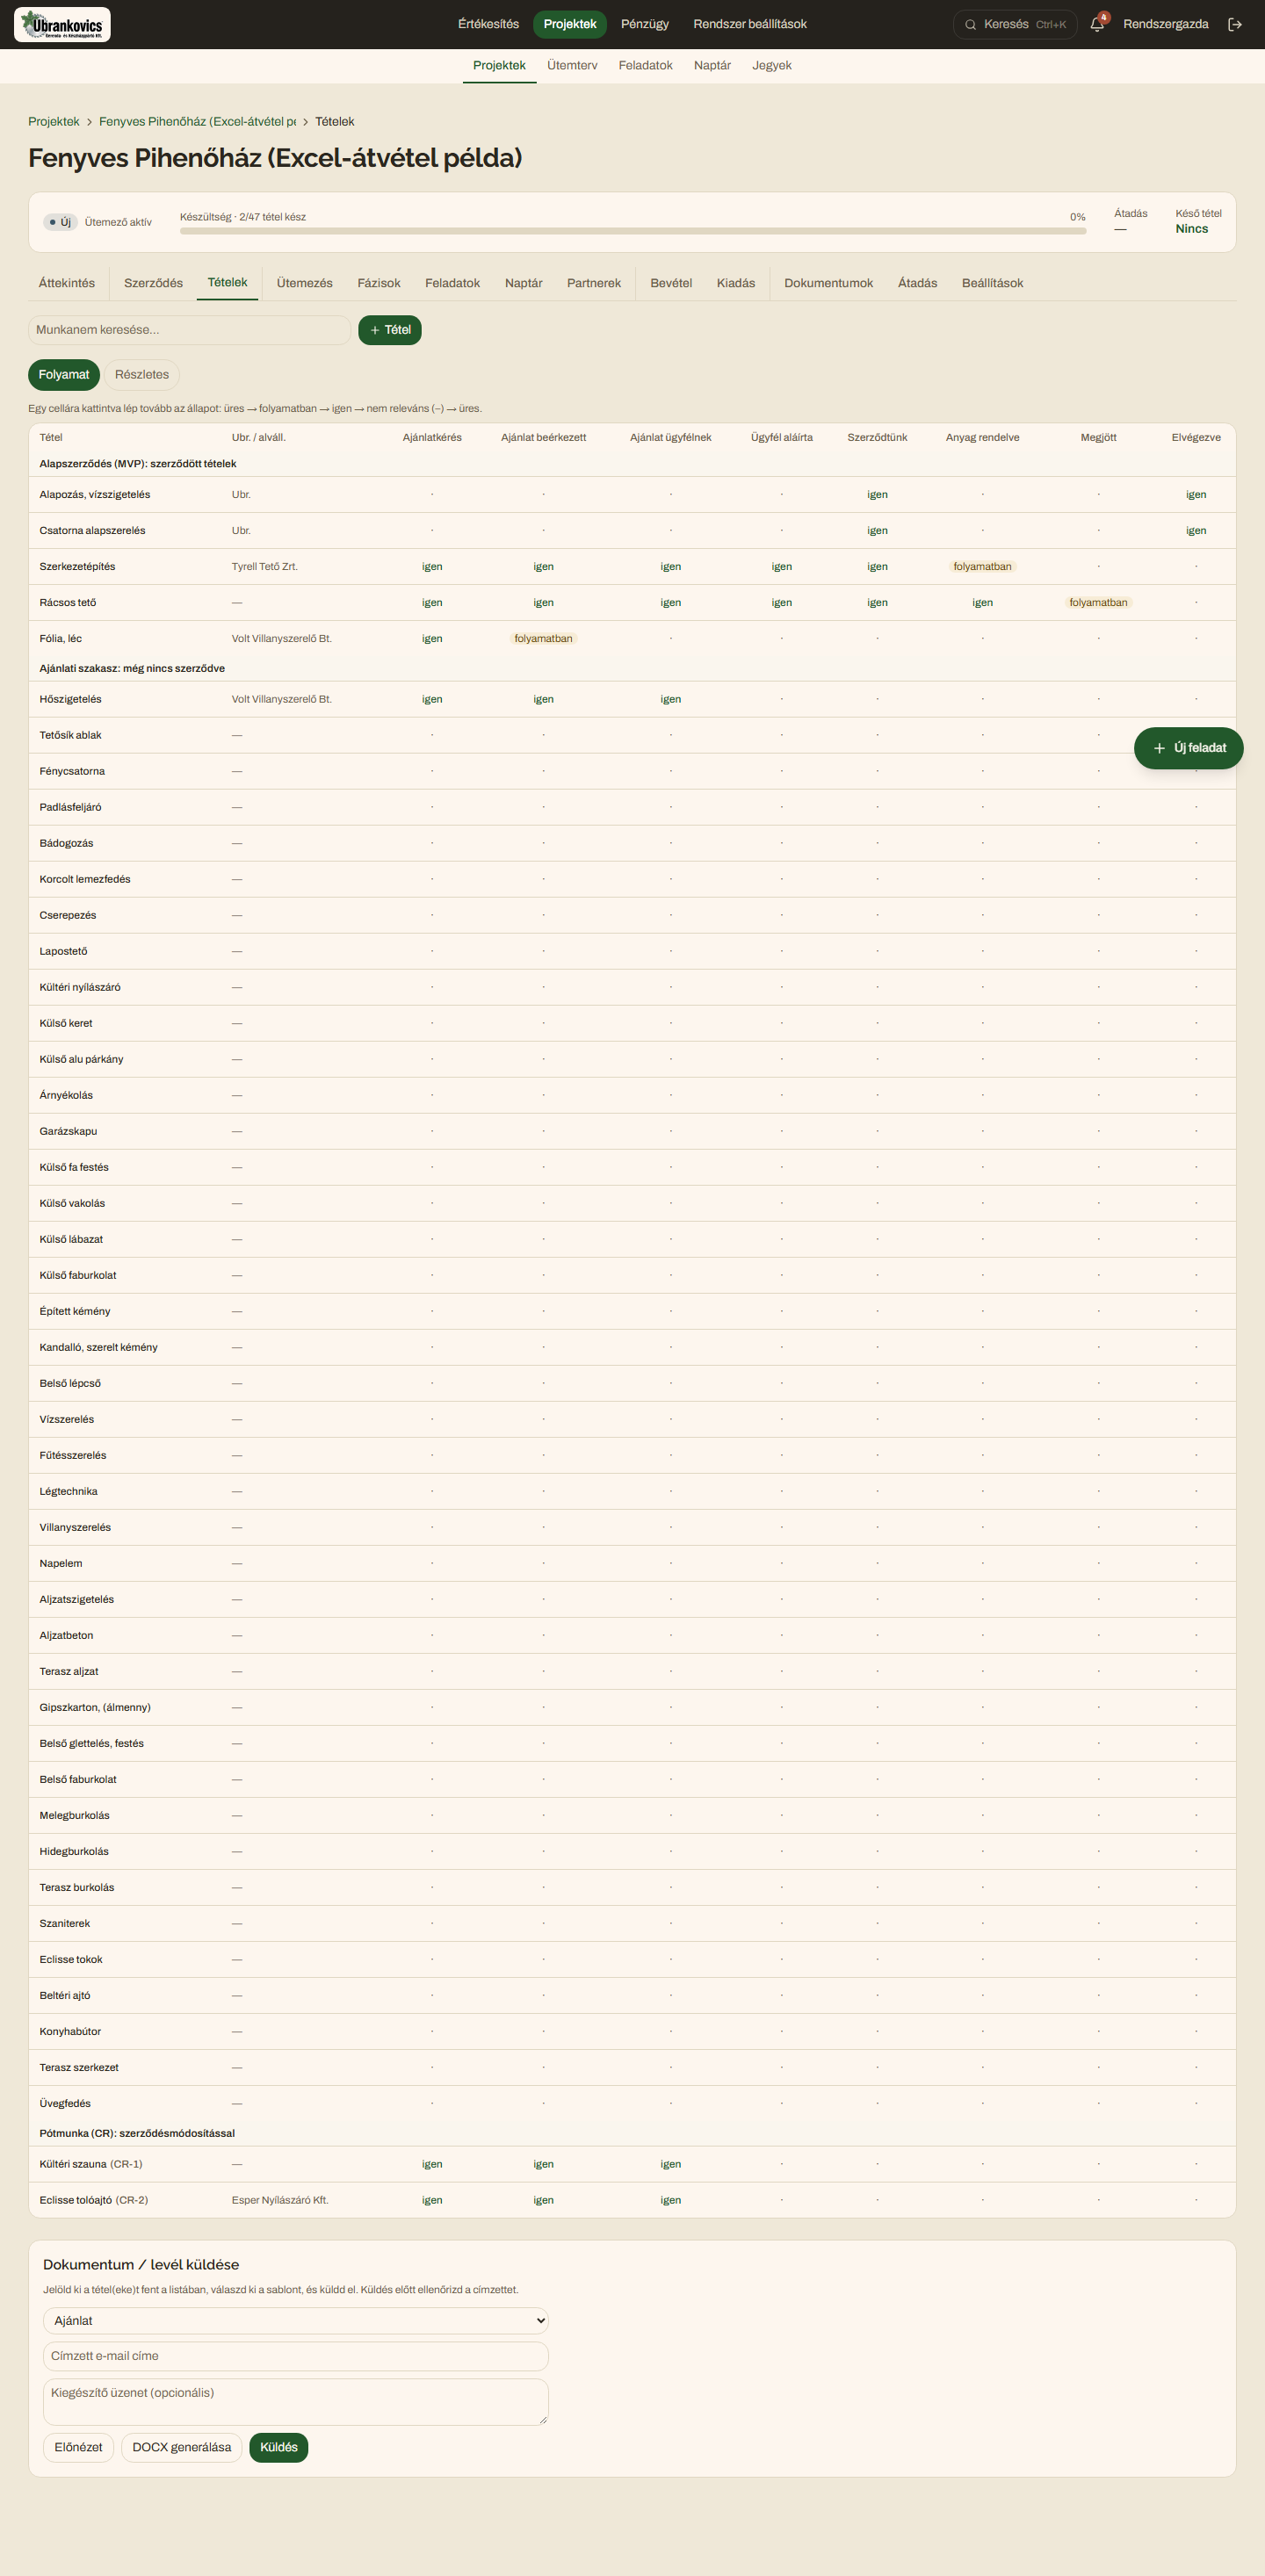 Ubrankovics
Értékesítés Projektek Pénzügy Rendszer beállítások Keresés Ctrl+K 4 Rendszergazda
Projektek Ütemterv Feladatok Naptár Jegyek
Projektek > Fenyves Pihenőház (Excel-átvétel pé > Tételek
Fenyves Pihenőház (Excel-átvétel példa)
Új Ütemező aktív Készültség · 2/47 tétel kész 0% Átadás — Késő tétel Nincs
Áttekintés Szerződés Tételek Ütemezés Fázisok Feladatok Naptár Partnerek Bevétel Kiadás Dokumentumok Átadás Beállítások
Munkanem keresése... + Tétel
Folyamat Részletes
Egy cellára kattintva lép tovább az állapot: üres → folyamatban → igen → nem releváns (–) → üres.
Tétel Ubr. / alváll. Ajánlatkérés Ajánlat beérkezett Ajánlat ügyfélnek Ügyfél aláírta Szerződtünk Anyag rendelve Megjött Elvégezve
Alapszerződés (MVP): szerződött tételek
Alapozás, vízszigetelés Ubr. · · · · igen · · igen
Csatorna alapszerelés Ubr. · · · · igen · · igen
Szerkezetépítés Tyrell Tető Zrt. igen igen igen igen igen folyamatban · ·
Rácsos tető — igen igen igen igen igen igen folyamatban ·
Fólia, léc Volt Villanyszerelő Bt. igen folyamatban · · · · · ·
Ajánlati szakasz: még nincs szerződve
Hőszigetelés Volt Villanyszerelő Bt. igen igen igen · · · · ·
Tetősík ablak — · · · · · · ·
+ Új feladat
Fénycsatorna — · · · · · · · ·
Padlásfeljáró — · · · · · · · ·
Bádogozás — · · · · · · · ·
Korcolt lemezfedés — · · · · · · · ·
Cserepezés — · · · · · · · ·
Lapostető — · · · · · · · ·
Kültéri nyílászáró — · · · · · · · ·
Külső keret — · · · · · · · ·
Külső alu párkány — · · · · · · · ·
Árnyékolás — · · · · · · · ·
Garázskapu — · · · · · · · ·
Külső fa festés — · · · · · · · ·
Külső vakolás — · · · · · · · ·
Külső lábazat — · · · · · · · ·
Külső faburkolat — · · · · · · · ·
Épített kémény — · · · · · · · ·
Kandalló, szerelt kémény — · · · · · · · ·
Belső lépcső — · · · · · · · ·
Vízszerelés — · · · · · · · ·
Fűtésszerelés — · · · · · · · ·
Légtechnika — · · · · · · · ·
Villanyszerelés — · · · · · · · ·
Napelem — · · · · · · · ·
Aljzatszigetelés — · · · · · · · ·
Aljzatbeton — · · · · · · · ·
Terasz aljzat — · · · · · · · ·
Gipszkarton, (álmenny) — · · · · · · · ·
Belső glettelés, festés — · · · · · · · ·
Belső faburkolat — · · · · · · · ·
Melegburkolás — · · · · · · · ·
Hidegburkolás — · · · · · · · ·
Terasz burkolás — · · · · · · · ·
Szaniterek — · · · · · · · ·
Eclisse tokok — · · · · · · · ·
Beltéri ajtó — · · · · · · · ·
Konyhabútor — · · · · · · · ·
Terasz szerkezet — · · · · · · · ·
Üvegfedés — · · · · · · · ·
Pótmunka (CR): szerződésmódosítással
Kültéri szauna (CR-1) — igen igen igen · · · · ·
Eclisse tolóajtó (CR-2) Esper Nyílászáró Kft. igen igen igen · · · · ·
Dokumentum / levél küldése
Jelöld ki a tétel(eke)t fent a listában, válaszd ki a sablont, és küldd el. Küldés előtt ellenőrizd a címzettet.
Ajánlat
Címzett e-mail címe
Kiegészítő üzenet (opcionális)
Előnézet DOCX generálása Küldés